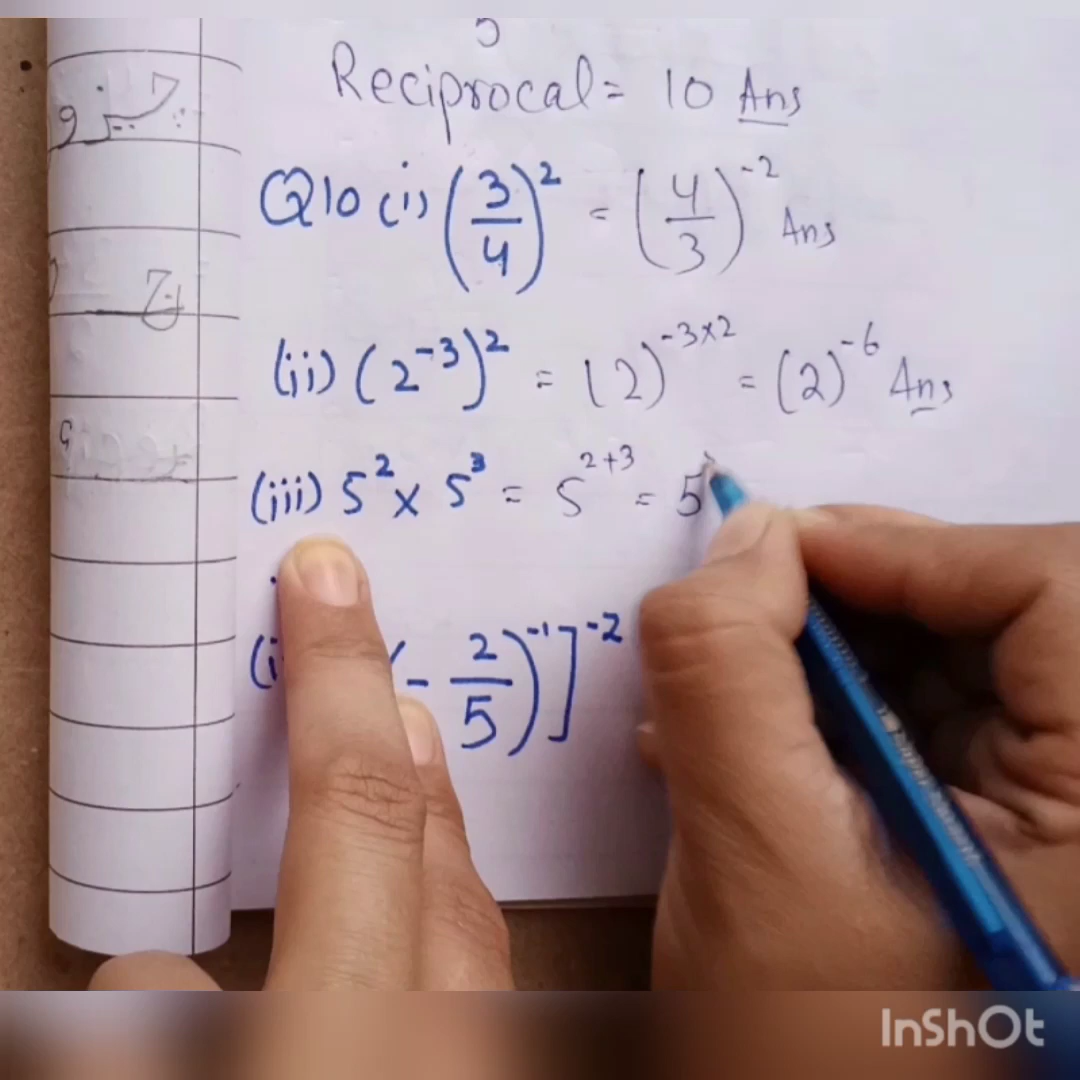 5
Reciprocal = 10 Ans
Q10 (i) (3/4)^2 = (4/3)^-2 Ans
(ii) (2^-3)^2 = (2)^-3×2 = (2)^-6 Ans
(iii) 5^2 × 5^3 = 5^2+3 = 5
(- 2/5)^-1]^-2
InShOt